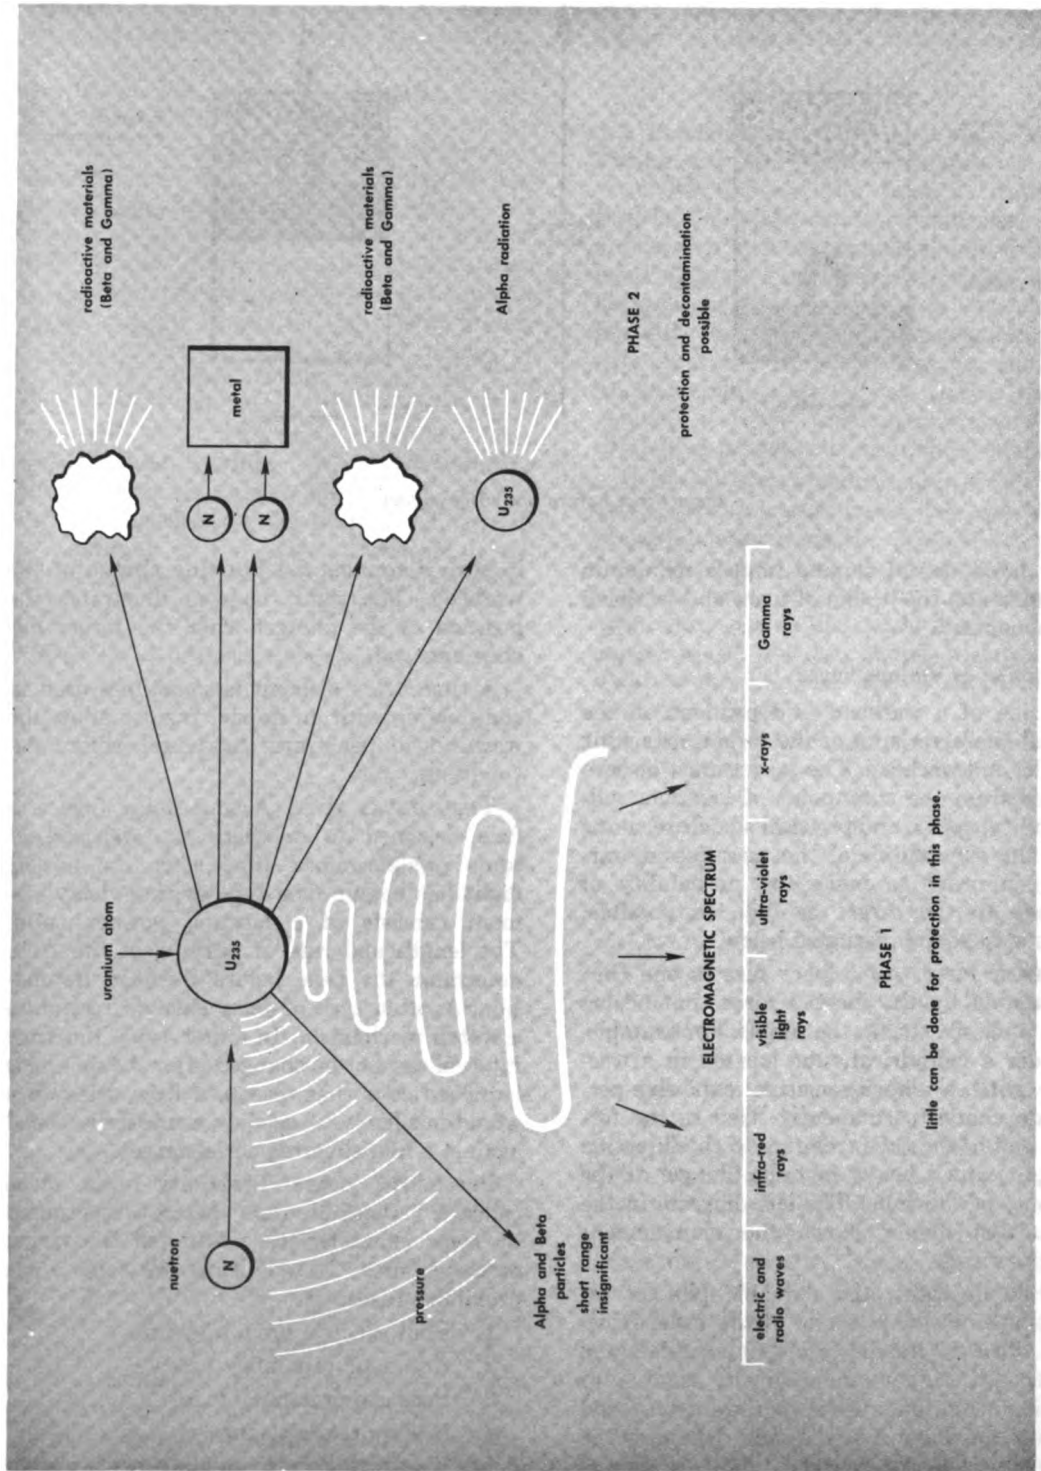 nuetron
N
uranium atom
U235
pressure
Alpha and Beta
particles
short range
insignificant
radioactive materials
(Beta and Gamma)
N
N
metal
radioactive materials
(Beta and Gamma)
U235
Alpha radiation
ELECTROMAGNETIC SPECTRUM
electric and
radio waves
infra-red
rays
visible
light
rays
ultra-violet
rays
x-rays
Gamma
rays
PHASE 1
little can be done for protection in this phase.
PHASE 2
protection and decontamination
possible